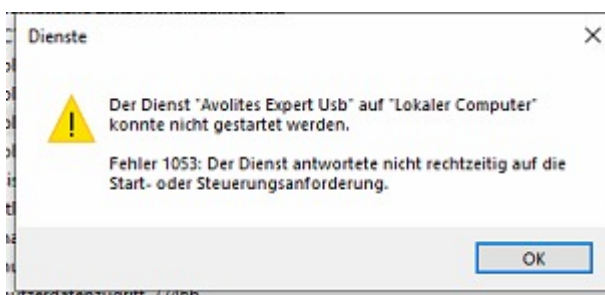 Dienste
Der Dienst "Avolites Expert Usb" auf "Lokaler Computer"
konnte nicht gestartet werden.
Fehler 1053: Der Dienst antwortete nicht rechtzeitig auf die
Start- oder Steuerungsanforderung.
OK